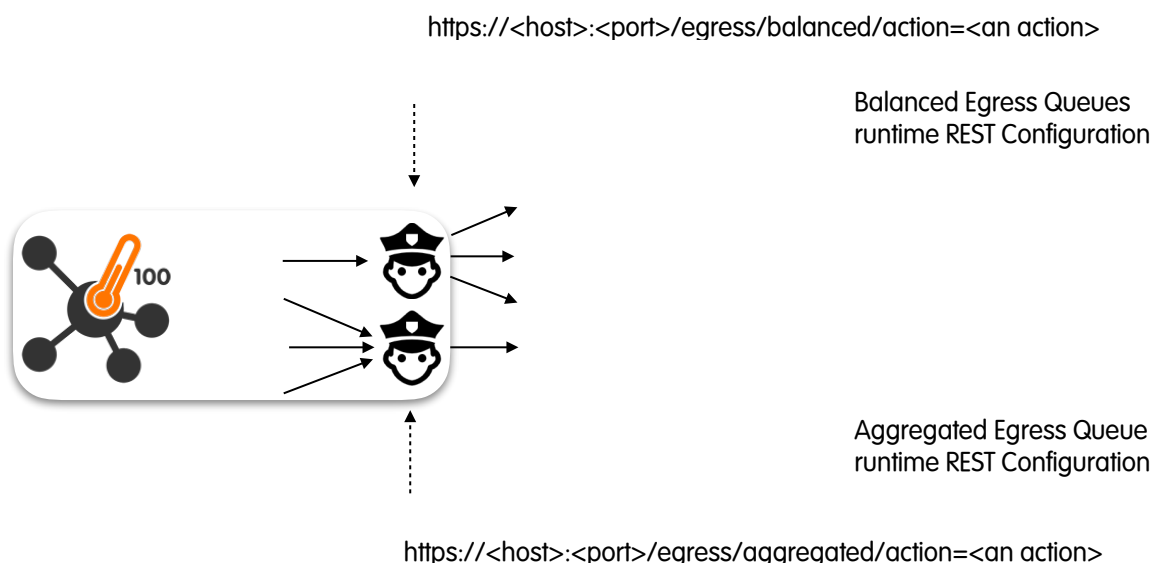 https://<host>:<port>/egress/balanced/action=<an action>
Balanced Egress Queues
runtime REST Configuration
100
Aggregated Egress Queue
runtime REST Configuration
https://<host>:<port>/egress/aggregated/action=<an action>